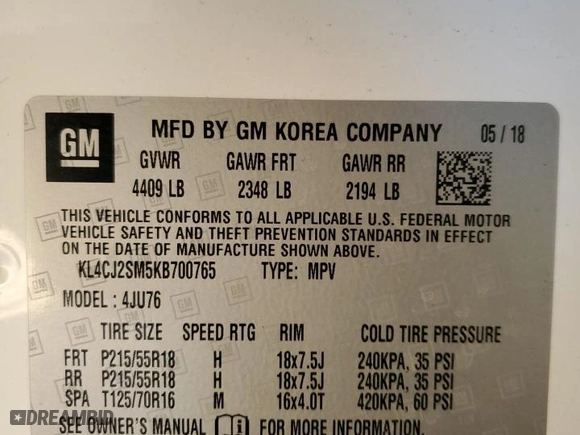 GM MFD BY GM KOREA COMPANY 05 / 18
GVWR GAWR FRT GAWR RR
4409 LB 2348 LB 2194 LB
THIS VEHICLE CONFORMS TO ALL APPLICABLE U.S. FEDERAL MOTOR
VEHICLE SAFETY AND THEFT PREVENTION STANDARDS IN EFFECT
ON THE DATE OF MANUFACTURE SHOWN ABOVE.
KL4CJ2SM5KB700765 TYPE: MPV
MODEL : 4JU76
TIRE SIZE SPEED RTG RIM COLD TIRE PRESSURE
FRT P215/55R18 H 18x7.5J 240KPA, 35 PSI
RR P215/55R18 H 18x7.5J 240KPA, 35 PSI
SPA T125/70R16 M 16x4.0T 420KPA, 60 PSI
SEE OWNER'S MANUAL FOR MORE INFORMATION.
DREAMBID